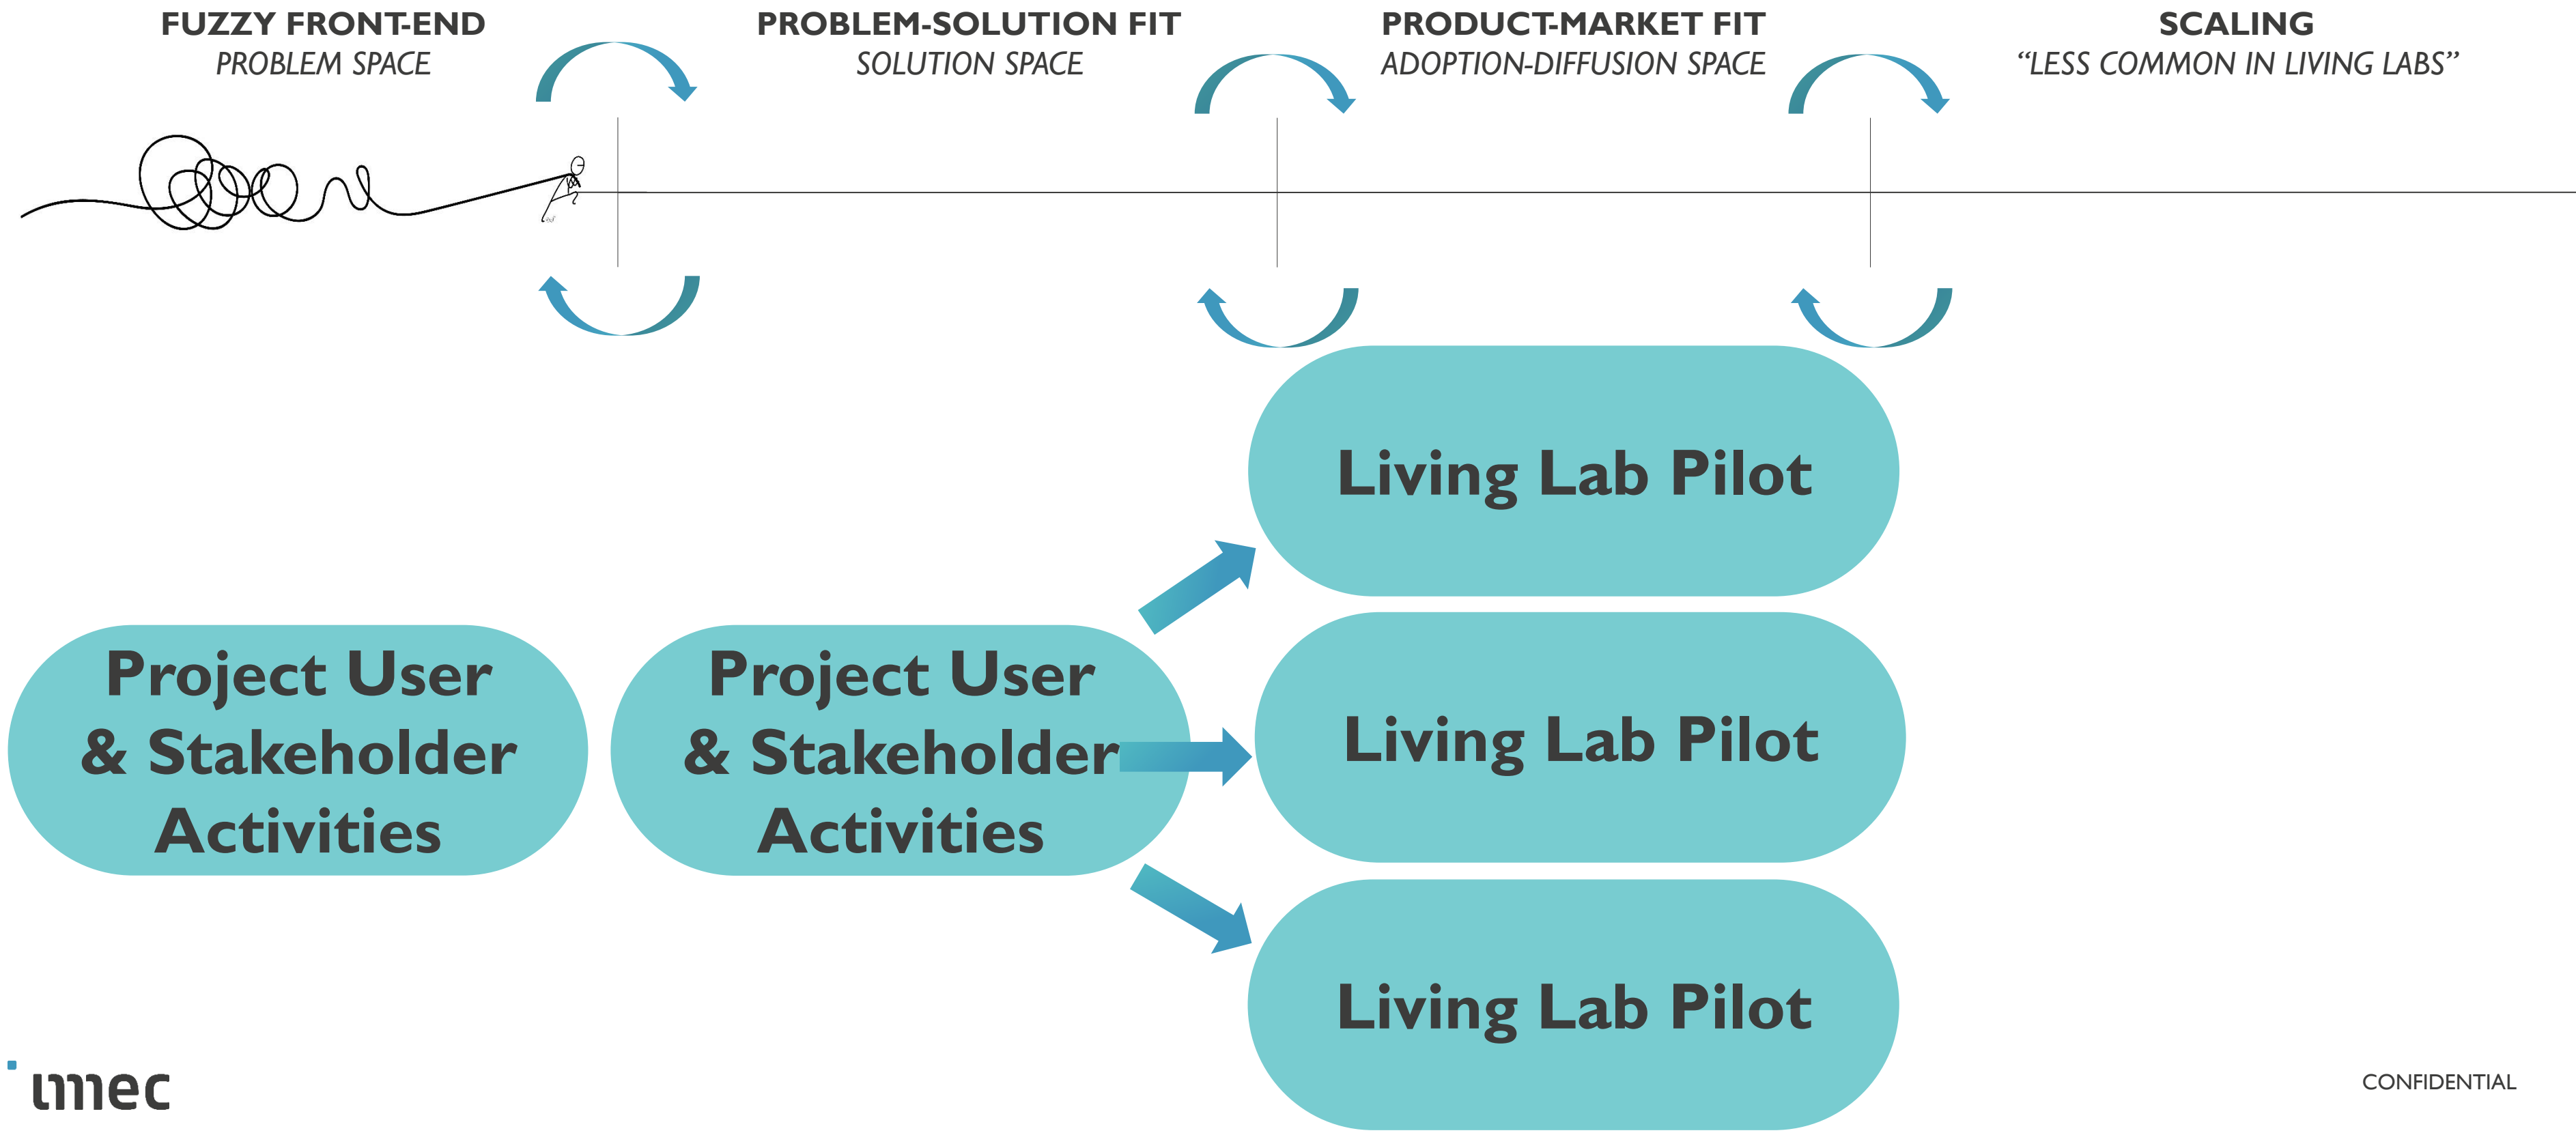 FUZZY FRONT-END
PROBLEM SPACE
PROBLEM-SOLUTION FIT
SOLUTION SPACE
PRODUCT-MARKET FIT
ADOPTION-DIFFUSION SPACE
SCALING
“LESS COMMON IN LIVING LABS”
Project User
& Stakeholder
Activities
Project User
& Stakeholder
Activities
Living Lab Pilot
Living Lab Pilot
Living Lab Pilot
imec
CONFIDENTIAL